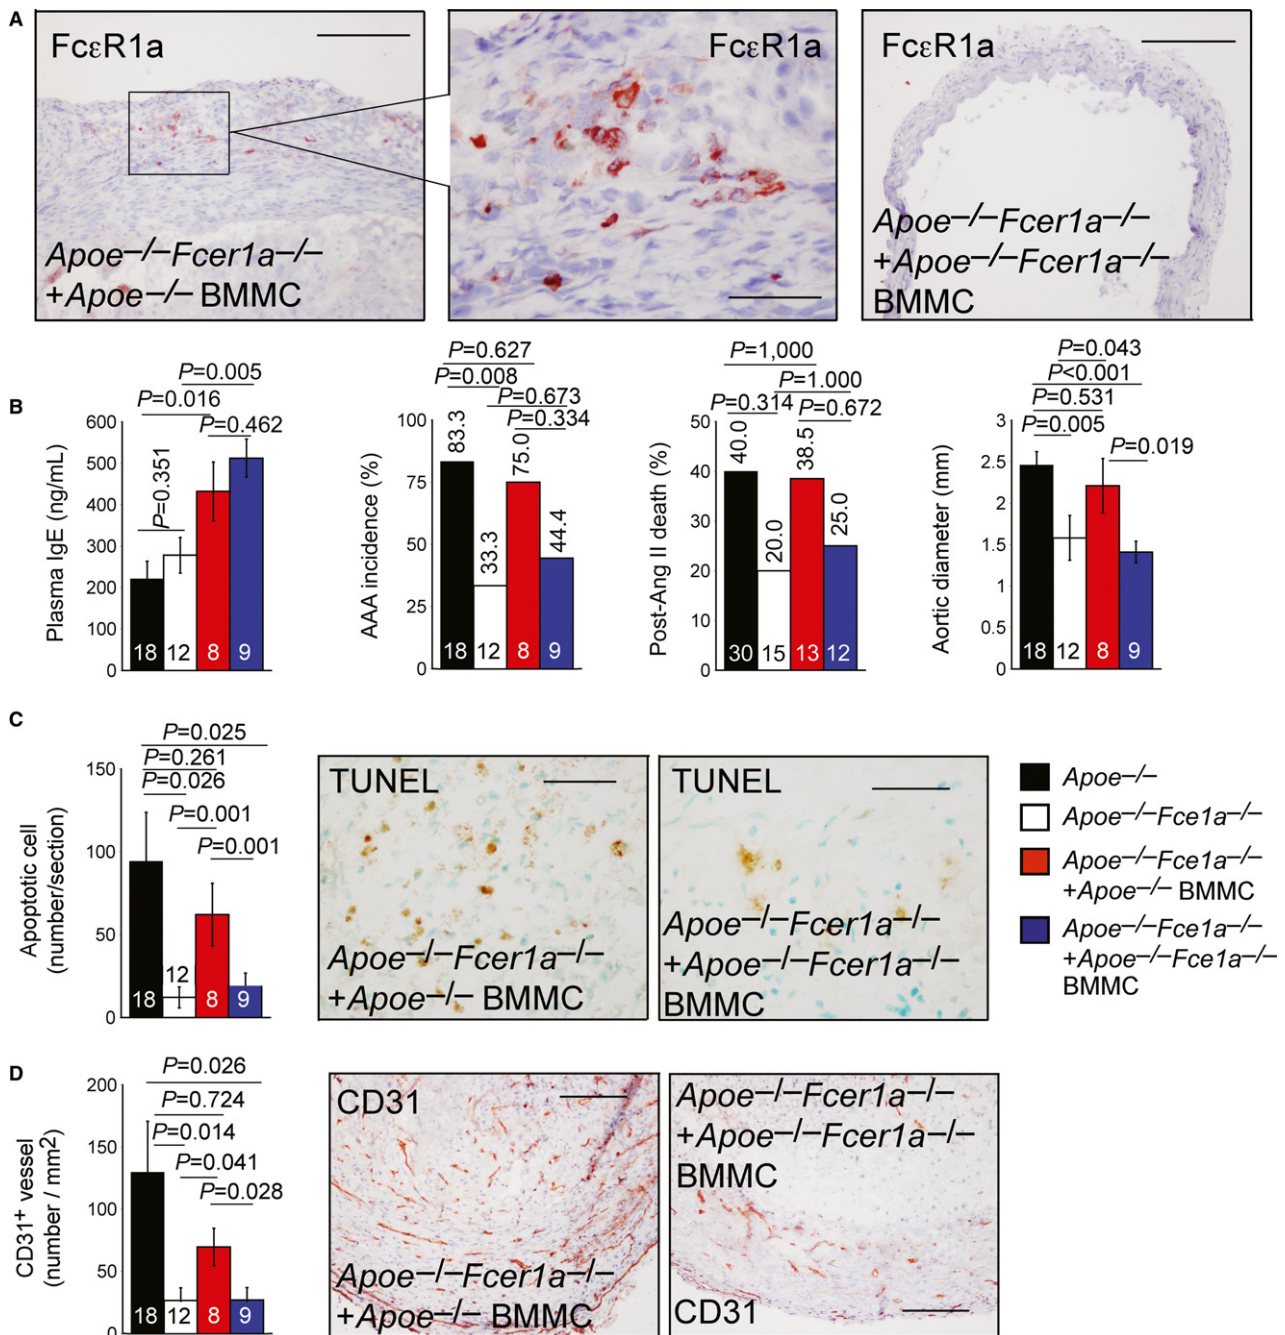 A
FcεR1a
Apoe–/–Fcer1a–/–
+Apoe–/– BMMC
FcεR1a
FcεR1a
Apoe–/–Fcer1a–/–
+Apoe–/–Fcer1a–/–
BMMC
B
P=0.005
P=0.016
P=0.462
P=0.351
Plasma IgE (ng/mL)
600
500
400
300
200
100
0
18
12
8
9
P=0.627
P=0.008
P=0.673
P=0.334
AAA incidence (%)
100
75
50
25
0
83.3
33.3
75.0
44.4
18
12
8
9
P=1,000
P=1.000
P=0.314
P=0.672
Post-Ang II death (%)
50
40
30
20
10
0
40.0
20.0
38.5
25.0
30
15
13
12
P=0.043
P<0.001
P=0.531
P=0.005
P=0.019
Aortic diameter (mm)
3
2.5
2
1.5
1
0.5
0
18
12
8
9
C
P=0.025
P=0.261
P=0.026
P=0.001
P=0.001
Apoptotic cell
(number/section)
150
100
50
0
18
12
8
9
TUNEL
Apoe–/–Fcer1a–/–
+Apoe–/– BMMC
TUNEL
Apoe–/–Fcer1a–/–
+Apoe–/–Fcer1a–/–
BMMC
Apoe–/–
Apoe–/–Fce1a–/–
Apoe–/–Fce1a–/–
+Apoe–/– BMMC
Apoe–/–Fce1a–/–
+Apoe–/–Fce1a–/–
BMMC
D
P=0.026
P=0.724
P=0.014
P=0.041
P=0.028
CD31+ vessel
(number / mm2)
200
150
100
50
0
18
12
8
9
CD31
Apoe–/–Fcer1a–/–
+Apoe–/– BMMC
Apoe–/–Fcer1a–/–
+Apoe–/–Fcer1a–/–
BMMC
CD31